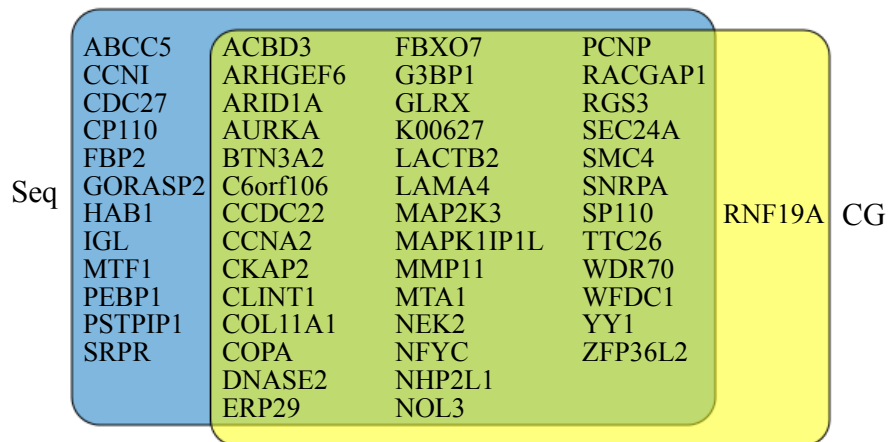 ABCC5 ACBD3 FBXO7 PCNP
CCNI ARHGEF6 G3BP1 RACGAP1
CDC27 ARID1A GLRX RGS3
CP110 AURKA K00627 SEC24A
FBP2 BTN3A2 LACTB2 SMC4
Seq GORASP2 C6orf106 LAMA4 SNRPA
HAB1 CCDC22 MAP2K3 SP110 RNF19A CG
IGL CCNA2 MAPK1IP1L TTC26
MTF1 CKAP2 MMP11 WDR70
PEBP1 CLINT1 MTA1 WFDC1
PSTPIP1 COL11A1 NEK2 YY1
SRPR COPA NFYC ZFP36L2
DNASE2 NHP2L1
ERP29 NOL3